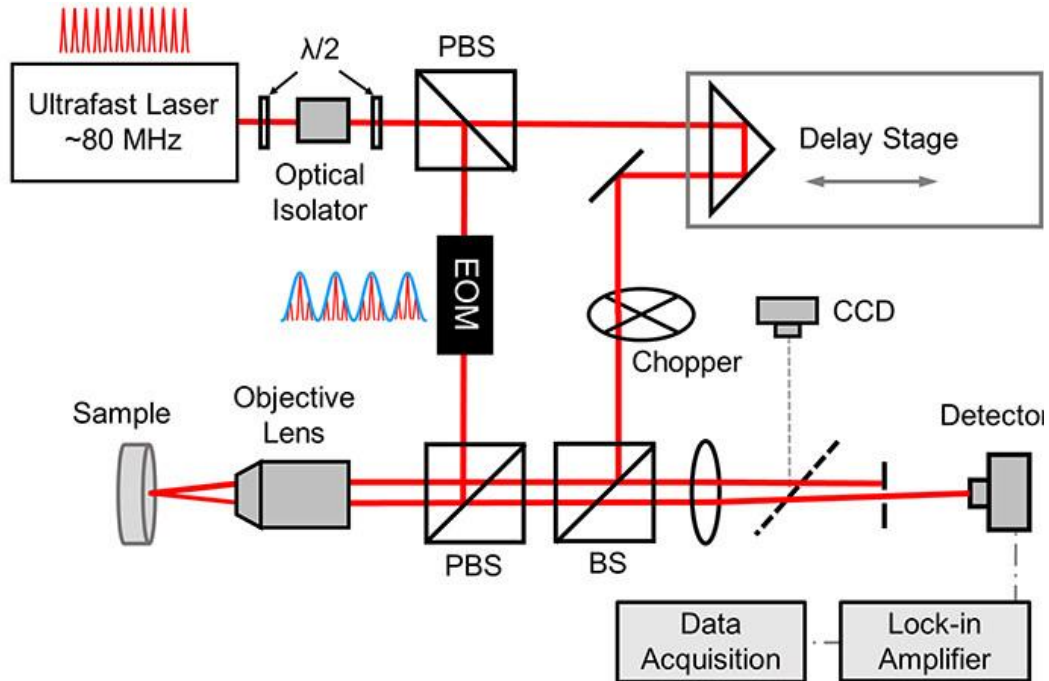 PBS
λ/2
Ultrafast Laser
~80 MHz
Delay Stage
Optical
Isolator
EOM
CCD
Chopper
Sample
Objective
Lens
Detector
PBS
BS
Data
Acquisition
Lock-in
Amplifier